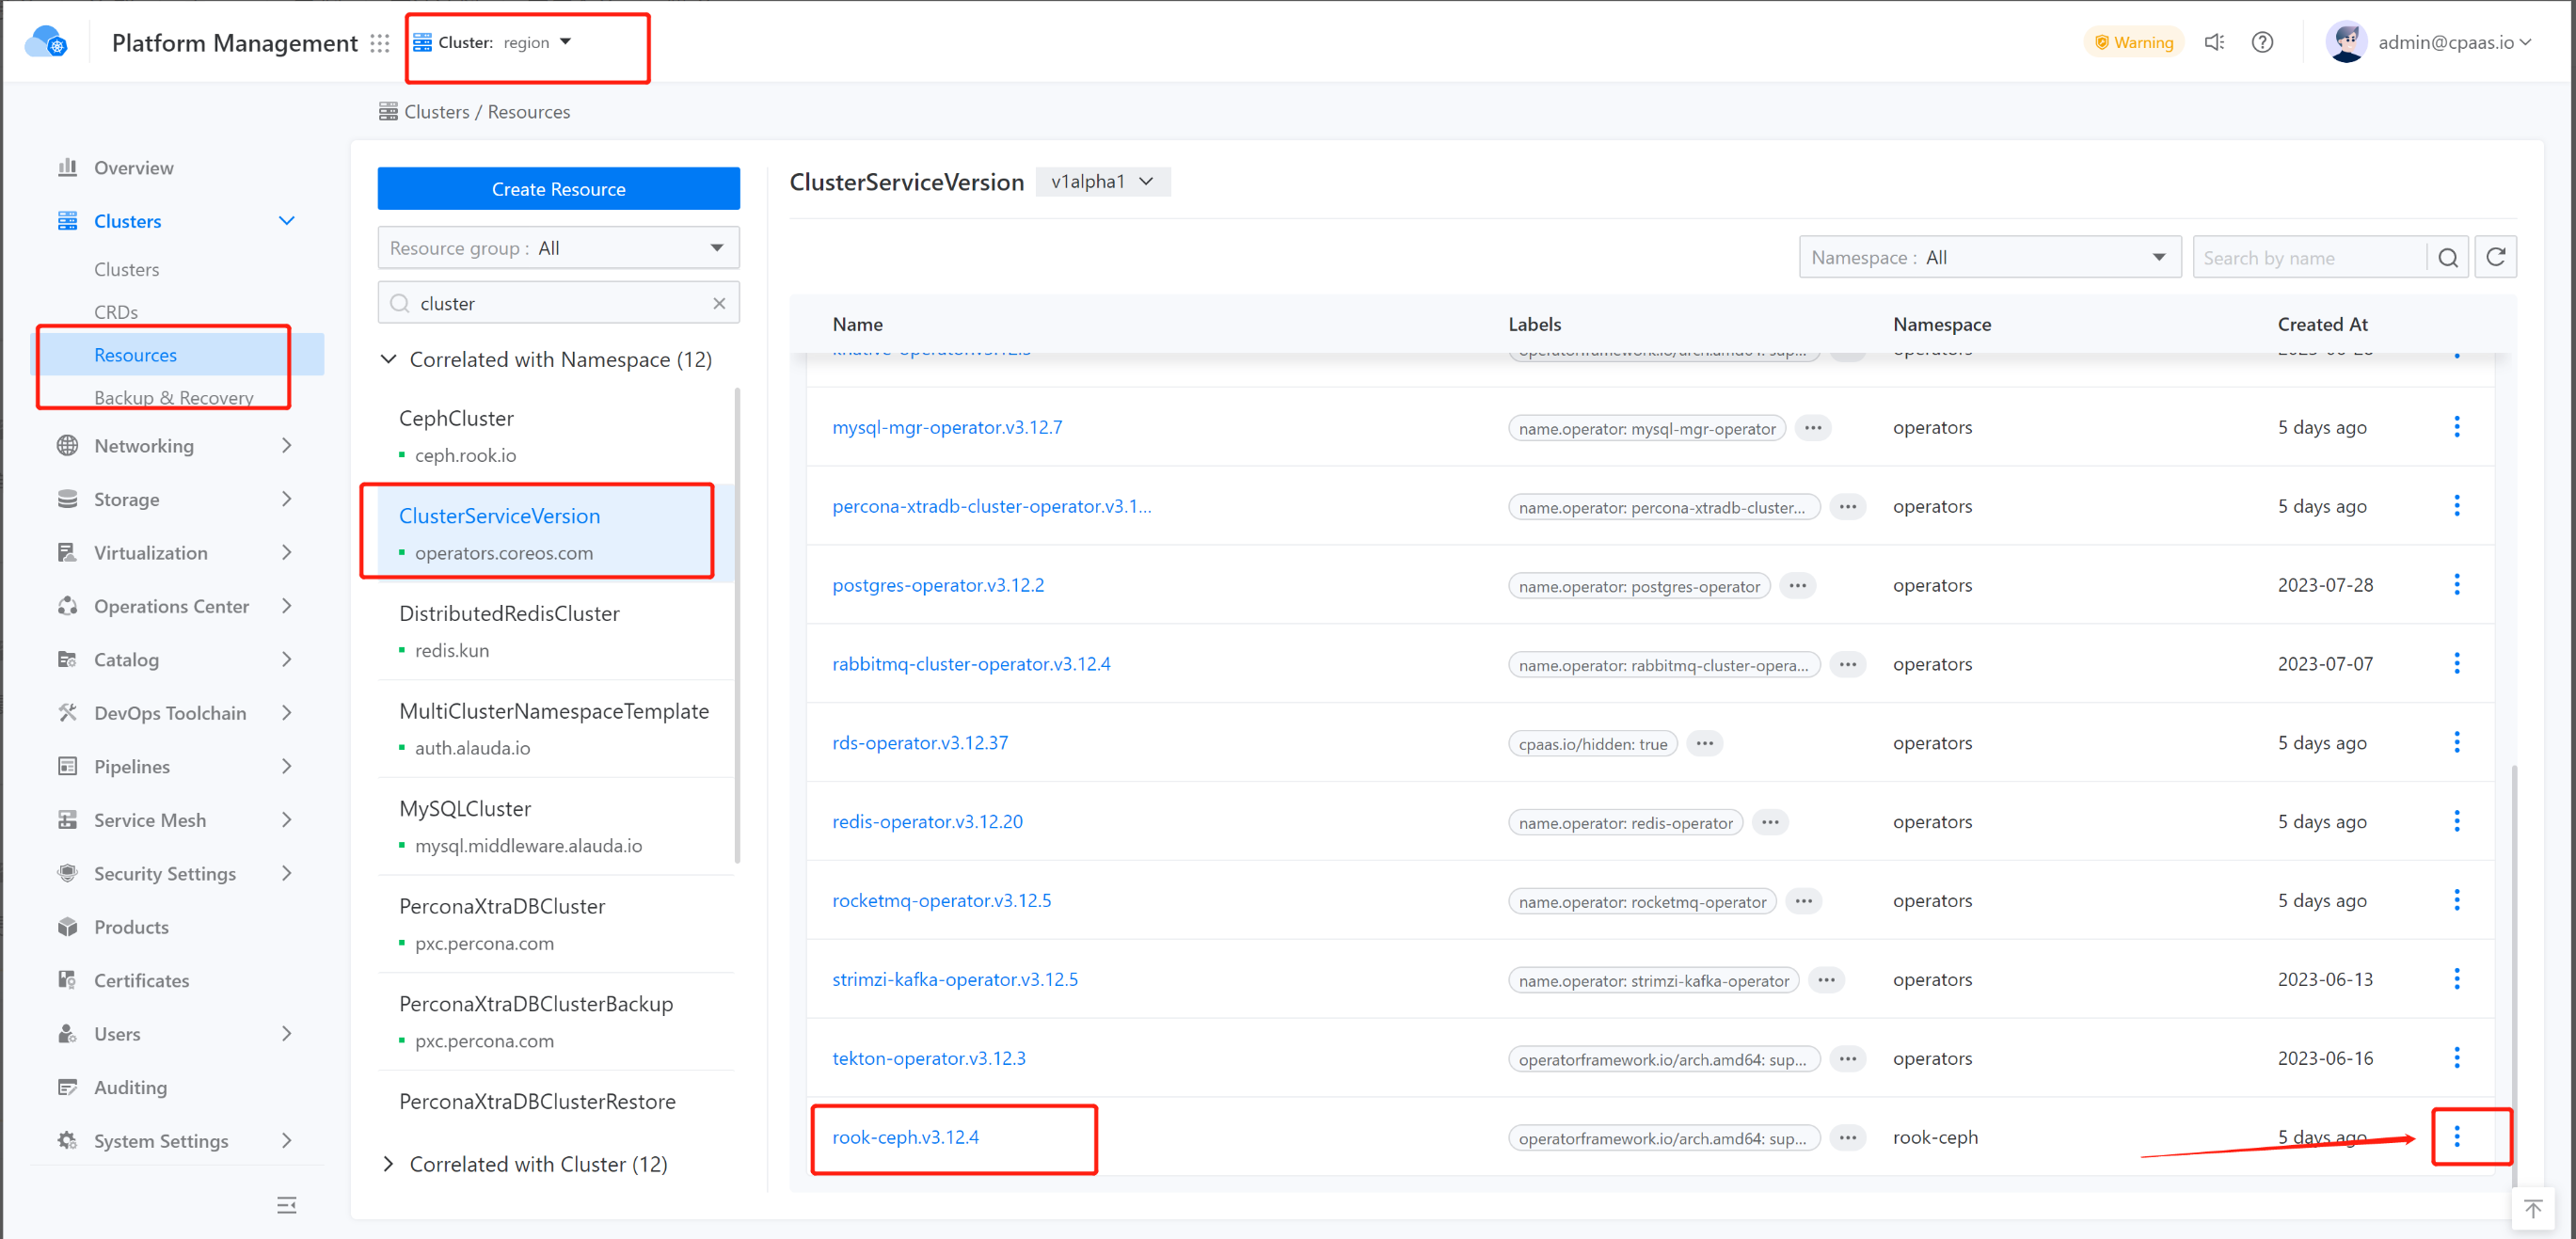 Platform Management
Cluster: region
Warning
admin@cpaas.io
Clusters / Resources
Overview
Clusters
Clusters
CRDs
Resources
Backup & Recovery
Networking
Storage
Virtualization
Operations Center
Catalog
DevOps Toolchain
Pipelines
Service Mesh
Security Settings
Products
Certificates
Users
Auditing
System Settings
Create Resource
Resource group : All
cluster
Correlated with Namespace (12)
CephCluster
ceph.rook.io
ClusterServiceVersion
operators.coreos.com
DistributedRedisCluster
redis.kun
MultiClusterNamespaceTemplate
auth.alauda.io
MySQLCluster
mysql.middleware.alauda.io
PerconaXtraDBCluster
pxc.percona.com
PerconaXtraDBClusterBackup
pxc.percona.com
PerconaXtraDBClusterRestore
Correlated with Cluster (12)
ClusterServiceVersion v1alpha1
Namespace : All Search by name
Name Labels Namespace Created At
mysql-mgr-operator.v3.12.7 name.operator: mysql-mgr-operator ... operators 5 days ago
percona-xtradb-cluster-operator.v3.1... name.operator: percona-xtradb-cluster... ... operators 5 days ago
postgres-operator.v3.12.2 name.operator: postgres-operator ... operators 2023-07-28
rabbitmq-cluster-operator.v3.12.4 name.operator: rabbitmq-cluster-opera... ... operators 2023-07-07
rds-operator.v3.12.37 cpaas.io/hidden: true ... operators 5 days ago
redis-operator.v3.12.20 name.operator: redis-operator ... operators 5 days ago
rocketmq-operator.v3.12.5 name.operator: rocketmq-operator ... operators 5 days ago
strimzi-kafka-operator.v3.12.5 name.operator: strimzi-kafka-operator ... operators 2023-06-13
tekton-operator.v3.12.3 operatorframework.io/arch.amd64: sup... ... operators 2023-06-16
rook-ceph.v3.12.4 operatorframework.io/arch.amd64: sup... ... rook-ceph 5 days ago